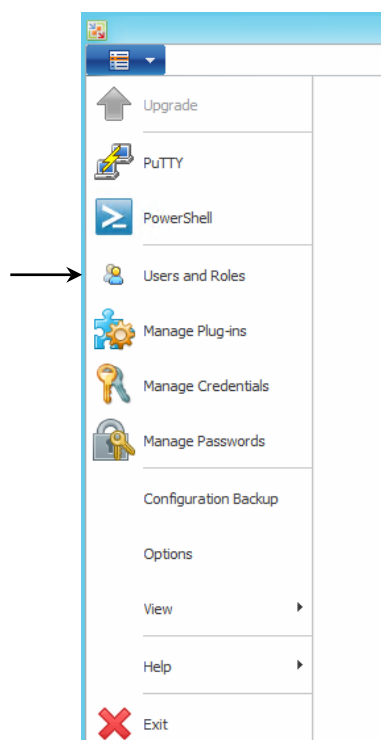 Upgrade
PuTTY
PowerShell
Users and Roles
Manage Plug-ins
Manage Credentials
Manage Passwords
Configuration Backup
Options
View
Help
Exit